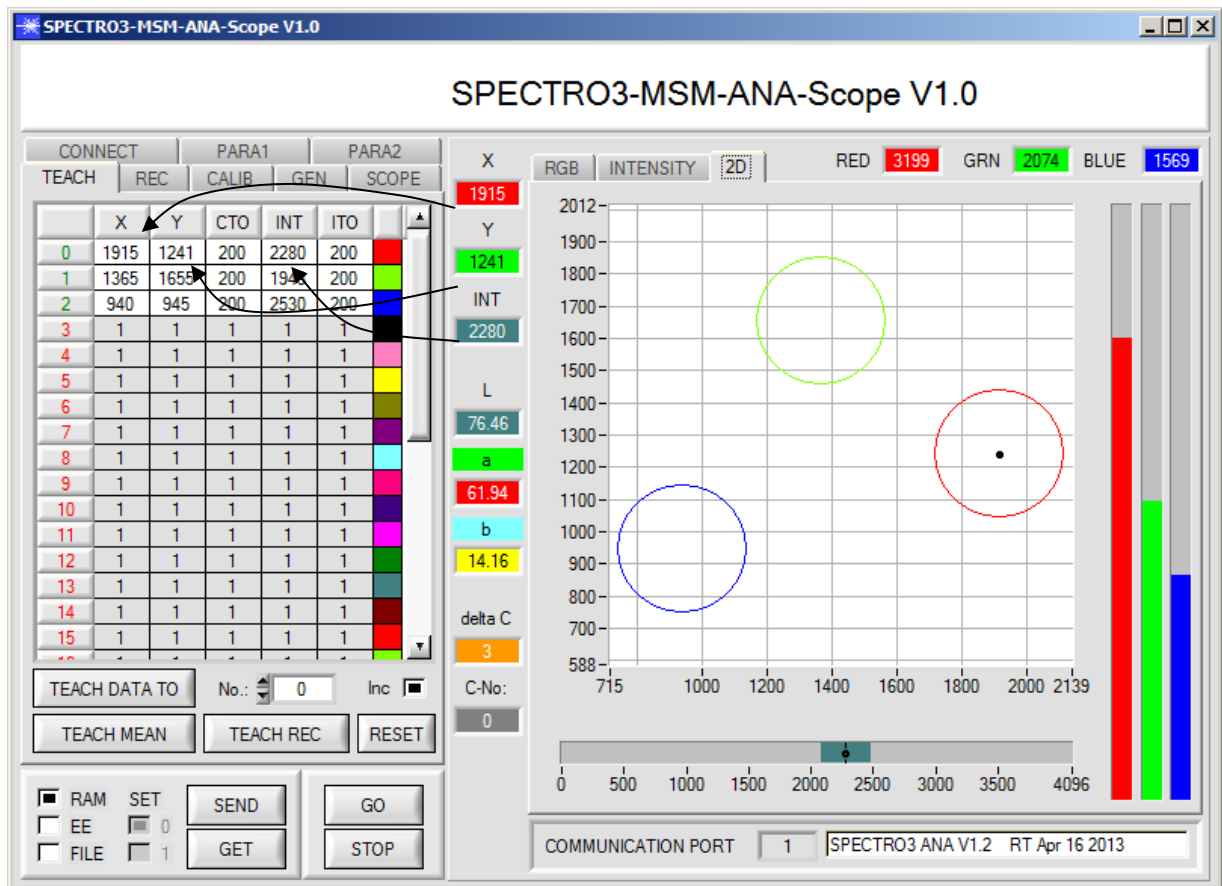 SPECTRO3-MSM-ANA-Scope V1.0
SPECTRO3-MSM-ANA-Scope V1.0
CONNECT PARA1 PARA2
TEACH REC CALIB GEN SCOPE
X Y CTO INT ITO
0 1915 1241 200 2280 200
1 1365 1655 200 200
2 940 945 200 2530 200
3 1 1 1 1 1
4 1 1 1 1 1
5 1 1 1 1 1
6 1 1 1 1 1
7 1 1 1 1 1
8 1 1 1 1 1
9 1 1 1 1 1
10 1 1 1 1 1
11 1 1 1 1 1
12 1 1 1 1 1
13 1 1 1 1 1
14 1 1 1 1 1
15 1 1 1 1 1
TEACH DATA TO No.: 0 Inc
TEACH MEAN TEACH REC RESET
RAM SET SEND GO
EE 0
FILE 1 GET STOP
X
1915
Y
1241
INT
2280
L
76.46
a
61.94
b
14.16
delta C
3
C-No:
0
RGB INTENSITY 2D RED 3199 GRN 2074 BLUE 1569
2012
1900
1800
1700
1600
1500
1400
1300
1200
1100
1000
900
800
700
588
715 1000 1200 1400 1600 1800 2000 2139
0 500 1000 1500 2000 2500 3000 3500 4096
COMMUNICATION PORT 1 SPECTRO3 ANA V1.2 RT Apr 16 2013